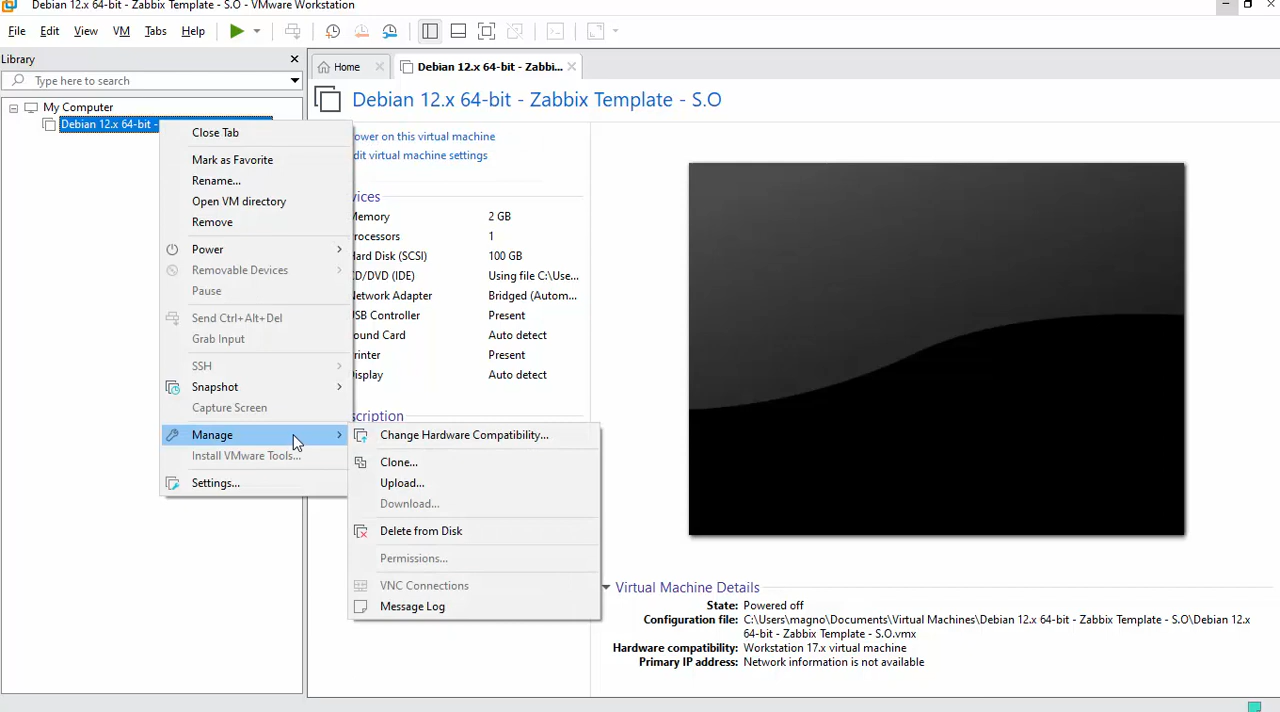 Debian 12.x 64-bit - Zabbix Template - S.O - VMware Workstation
File Edit View VM Tabs Help
Library
Type here to search
My Computer
Debian 12.x 64-bit -
Home
Debian 12.x 64-bit - Zabbi...
Debian 12.x 64-bit - Zabbix Template - S.O
ower on this virtual machine
dit virtual machine settings
vices
Memory 2 GB
rocessors 1
Hard Disk (SCSI) 100 GB
D/DVD (IDE) Using file C:\Use...
Network Adapter Bridged (Autom...
USB Controller Present
ound Card Auto detect
rinter Present
isplay Auto detect
scription
Close Tab
Mark as Favorite
Rename...
Open VM directory
Remove
Power
Removable Devices
Pause
Send Ctrl+Alt+Del
Grab Input
SSH
Snapshot
Capture Screen
Manage
Install VMware Tools...
Settings...
Change Hardware Compatibility...
Clone...
Upload...
Download...
Delete from Disk
Permissions...
VNC Connections
Message Log
Virtual Machine Details
State: Powered off
Configuration file: C:\Users\magno\Documents\Virtual Machines\Debian 12.x 64-bit - Zabbix Template - S.O\Debian 12.x
64-bit - Zabbix Template - S.O.vmx
Hardware compatibility: Workstation 17.x virtual machine
Primary IP address: Network information is not available